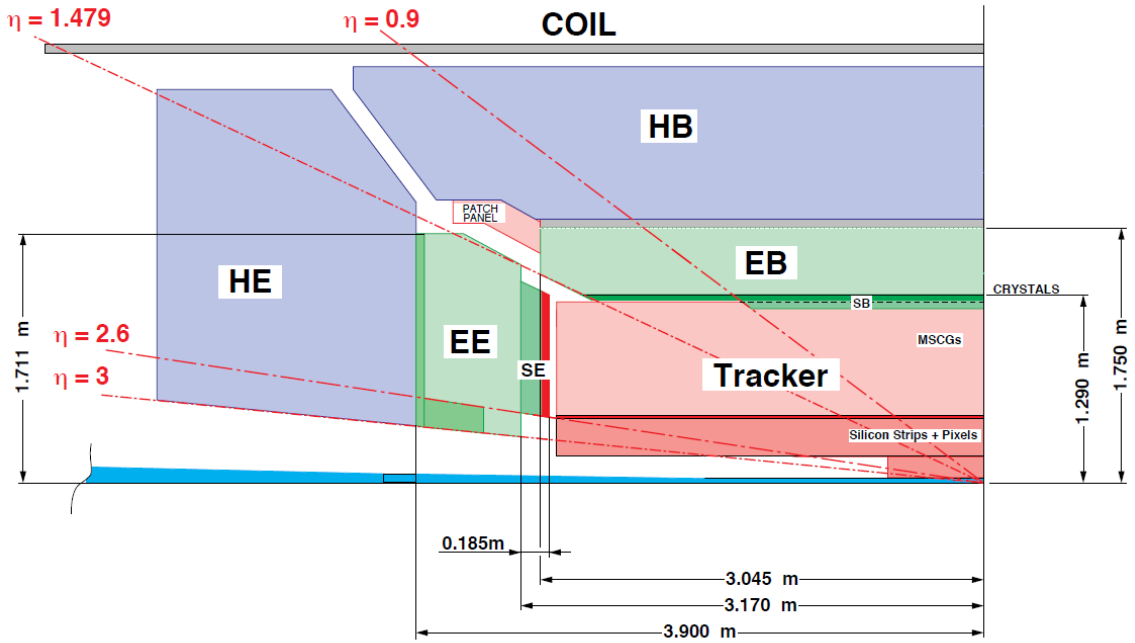 η = 1.479
η = 0.9
COIL
HB
PATCH
PANEL
HE
EB
CRYSTALS
SB
η = 2.6
EE
MSCGs
1.711 m
SE
Tracker
1.290 m
1.750 m
η = 3
Silicon Strips + Pixels
0.185m
3.045 m
3.170 m
3.900 m